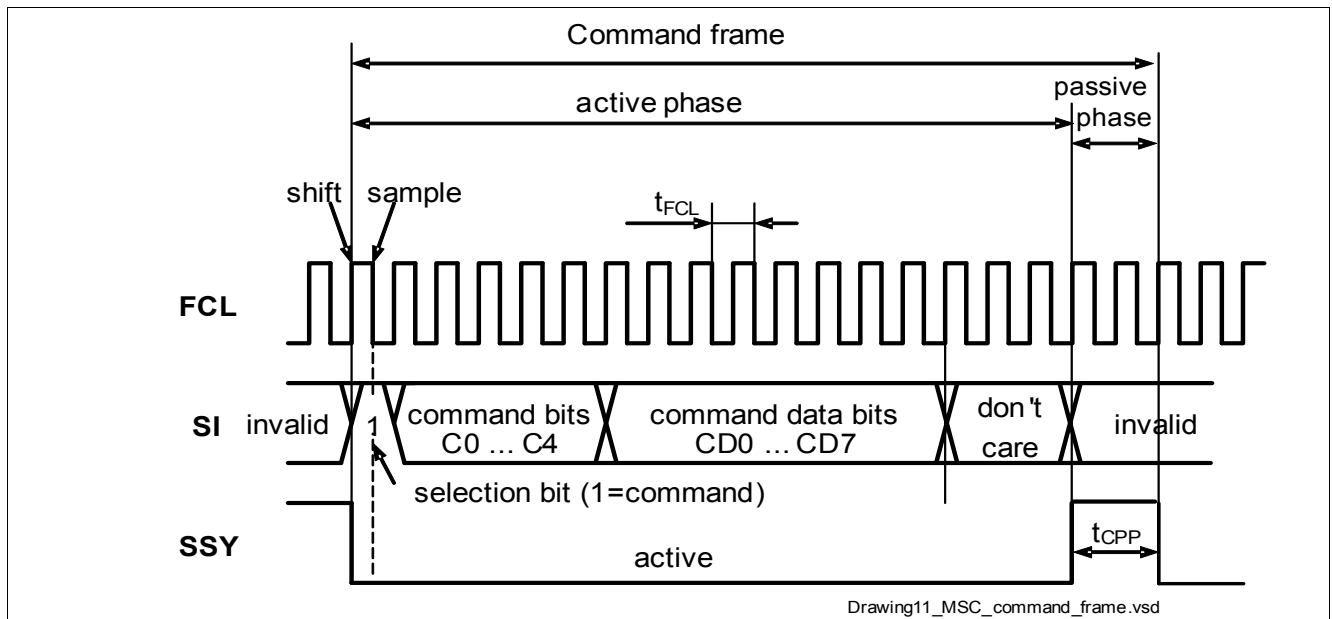 Command frame
active phase
passive
phase
shift
sample
tFCL
FCL
SI
invalid
1
command bits
C0 ... C4
command data bits
CD0 ... CD7
don't
care
invalid
selection bit (1=command)
SSY
active
tCPP
Drawing11_MSC_command_frame.vsd